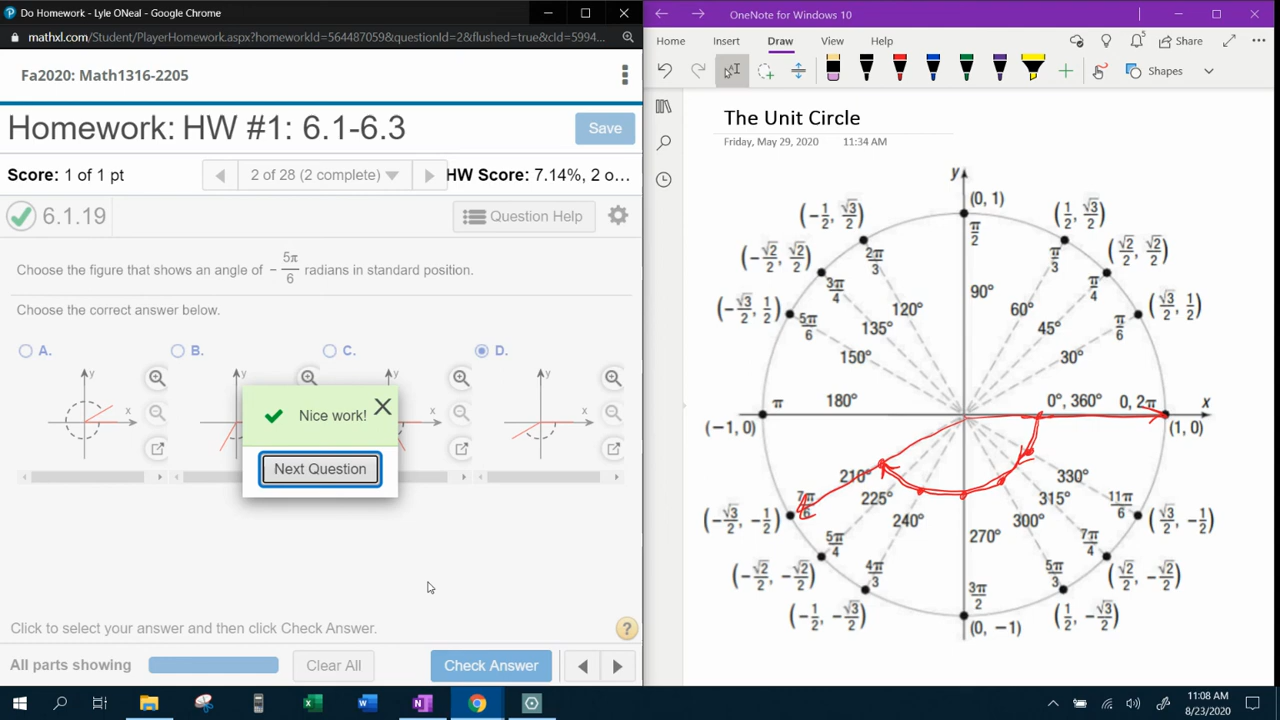 Do Homework - Lyle ONeal - Google Chrome
mathxl.com/Student/PlayerHomework.aspx?homeworkId=564487059&questionId=2&flushed=true&cId=5994...
Fa2020: Math1316-2205
Homework: HW #1: 6.1-6.3
Save
Score: 1 of 1 pt
2 of 28 (2 complete)
HW Score: 7.14%, 2 o...
6.1.19
Question Help
Choose the figure that shows an angle of - 5π/6 radians in standard position.
Choose the correct answer below.
A.
B.
C.
D.
y
x
y
y
x
y
x
Nice work!
Next Question
Click to select your answer and then click Check Answer.
?
All parts showing
Clear All
Check Answer
OneNote for Windows 10
Home
Insert
Draw
View
Help
Share
Shapes
The Unit Circle
Friday, May 29, 2020
11:34 AM
y
(0, 1)
(-1/2, √3/2)
(1/2, √3/2)
π/2
(-√2/2, √2/2)
2π/3
π/3
(√2/2, √2/2)
3π/4
90°
π/4
(-√3/2, 1/2)
120°
60°
(√3/2, 1/2)
5π/6
135°
45°
π/6
150°
30°
π
180°
0°, 360°
0, 2π
x
(-1, 0)
(1, 0)
210°
330°
7π/6
225°
315°
11π/6
(-√3/2, -1/2)
240°
300°
(√3/2, -1/2)
270°
5π/4
7π/4
(-√2/2, -√2/2)
4π/3
5π/3
(√2/2, -√2/2)
3π/2
(-1/2, -√3/2)
(1/2, -√3/2)
(0, -1)
11:08 AM
8/23/2020